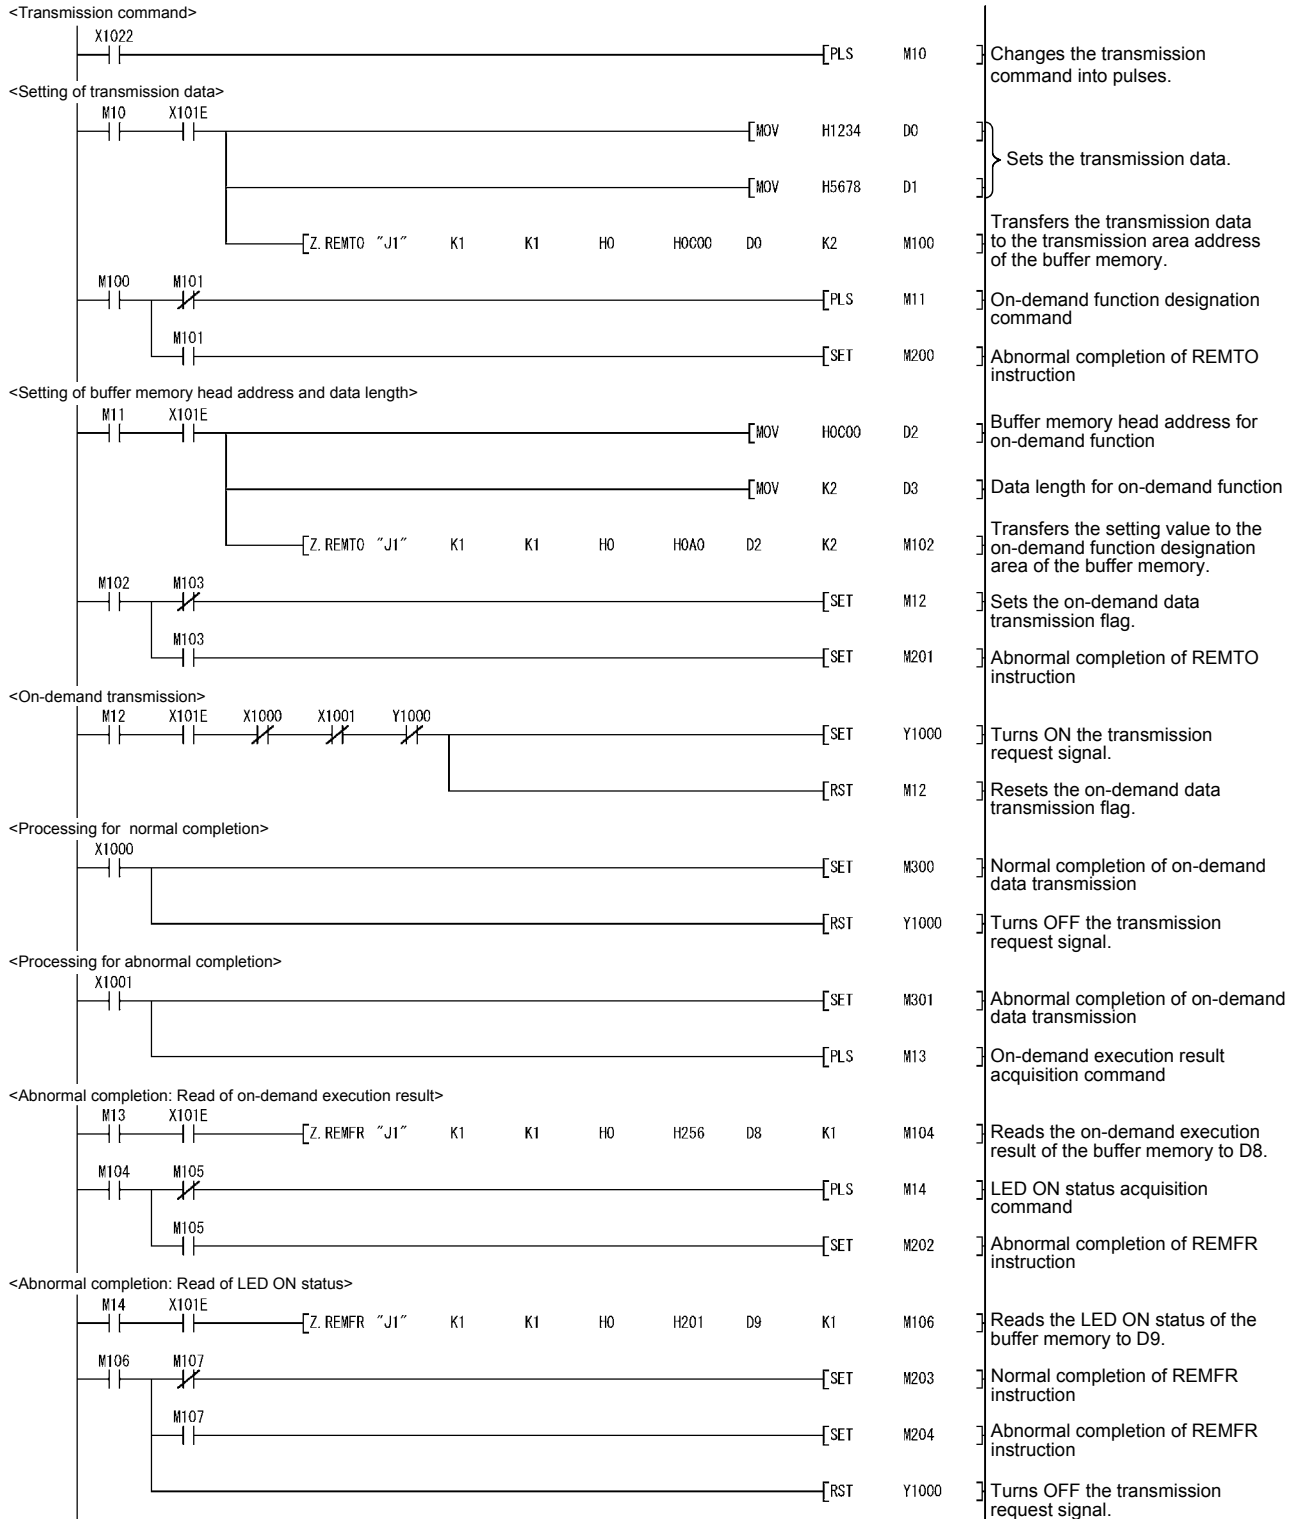 <Transmission command>
X1022
[PLS M10 ] Changes the transmission
command into pulses.
<Setting of transmission data>
M10 X101E
[MOV H1234 D0 ]
Sets the transmission data.
[MOV H5678 D1 ]
Transfers the transmission data
[Z.REMTO "J1" K1 K1 H0 H0C00 D0 K2 M100 ] to the transmission area address
of the buffer memory.
M100 M101
[PLS M11 ] On-demand function designation
command
M101
[SET M200 ] Abnormal completion of REMTO
instruction
<Setting of buffer memory head address and data length>
M11 X101E
[MOV H0C00 D2 ] Buffer memory head address for
on-demand function
[MOV K2 D3 ] Data length for on-demand function
Transfers the setting value to the
[Z.REMTO "J1" K1 K1 H0 H0A0 D2 K2 M102 ] on-demand function designation
area of the buffer memory.
M102 M103
[SET M12 ] Sets the on-demand data
transmission flag.
M103
[SET M201 ] Abnormal completion of REMTO
instruction
<On-demand transmission>
M12 X101E X1000 X1001 Y1000
[SET Y1000 ] Turns ON the transmission
request signal.
[RST M12 ] Resets the on-demand data
transmission flag.
<Processing for normal completion>
X1000
[SET M300 ] Normal completion of on-demand
data transmission
[RST Y1000 ] Turns OFF the transmission
request signal.
<Processing for abnormal completion>
X1001
[SET M301 ] Abnormal completion of on-demand
data transmission
[PLS M13 ] On-demand execution result
acquisition command
<Abnormal completion: Read of on-demand execution result>
M13 X101E
[Z.REMFR "J1" K1 K1 H0 H256 D8 K1 M104 ] Reads the on-demand execution
result of the buffer memory to D8.
M104 M105
[PLS M14 ] LED ON status acquisition
command
M105
[SET M202 ] Abnormal completion of REMFR
instruction
<Abnormal completion: Read of LED ON status>
M14 X101E
[Z.REMFR "J1" K1 K1 H0 H201 D9 K1 M106 ] Reads the LED ON status of the
buffer memory to D9.
M106 M107
[SET M203 ] Normal completion of REMFR
instruction
M107
[SET M204 ] Abnormal completion of REMFR
instruction
[RST Y1000 ] Turns OFF the transmission
request signal.